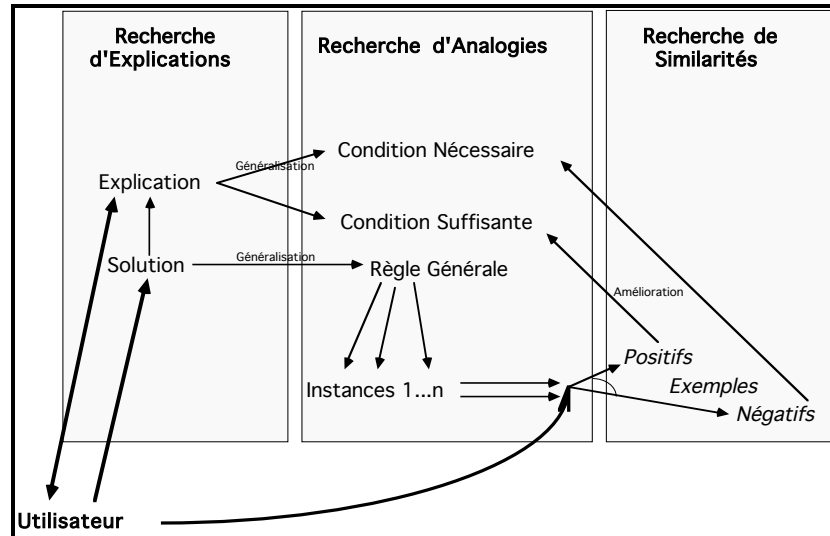 Recherche
d'Explications
Recherche d'Analogies
Recherche de
Similarités
Généralisation
Condition Nécessaire
Explication
Condition Suffisante
Solution
Généralisation
Règle Générale
Amélioration
Positifs
Instances 1...n
Exemples
Négatifs
Utilisateur